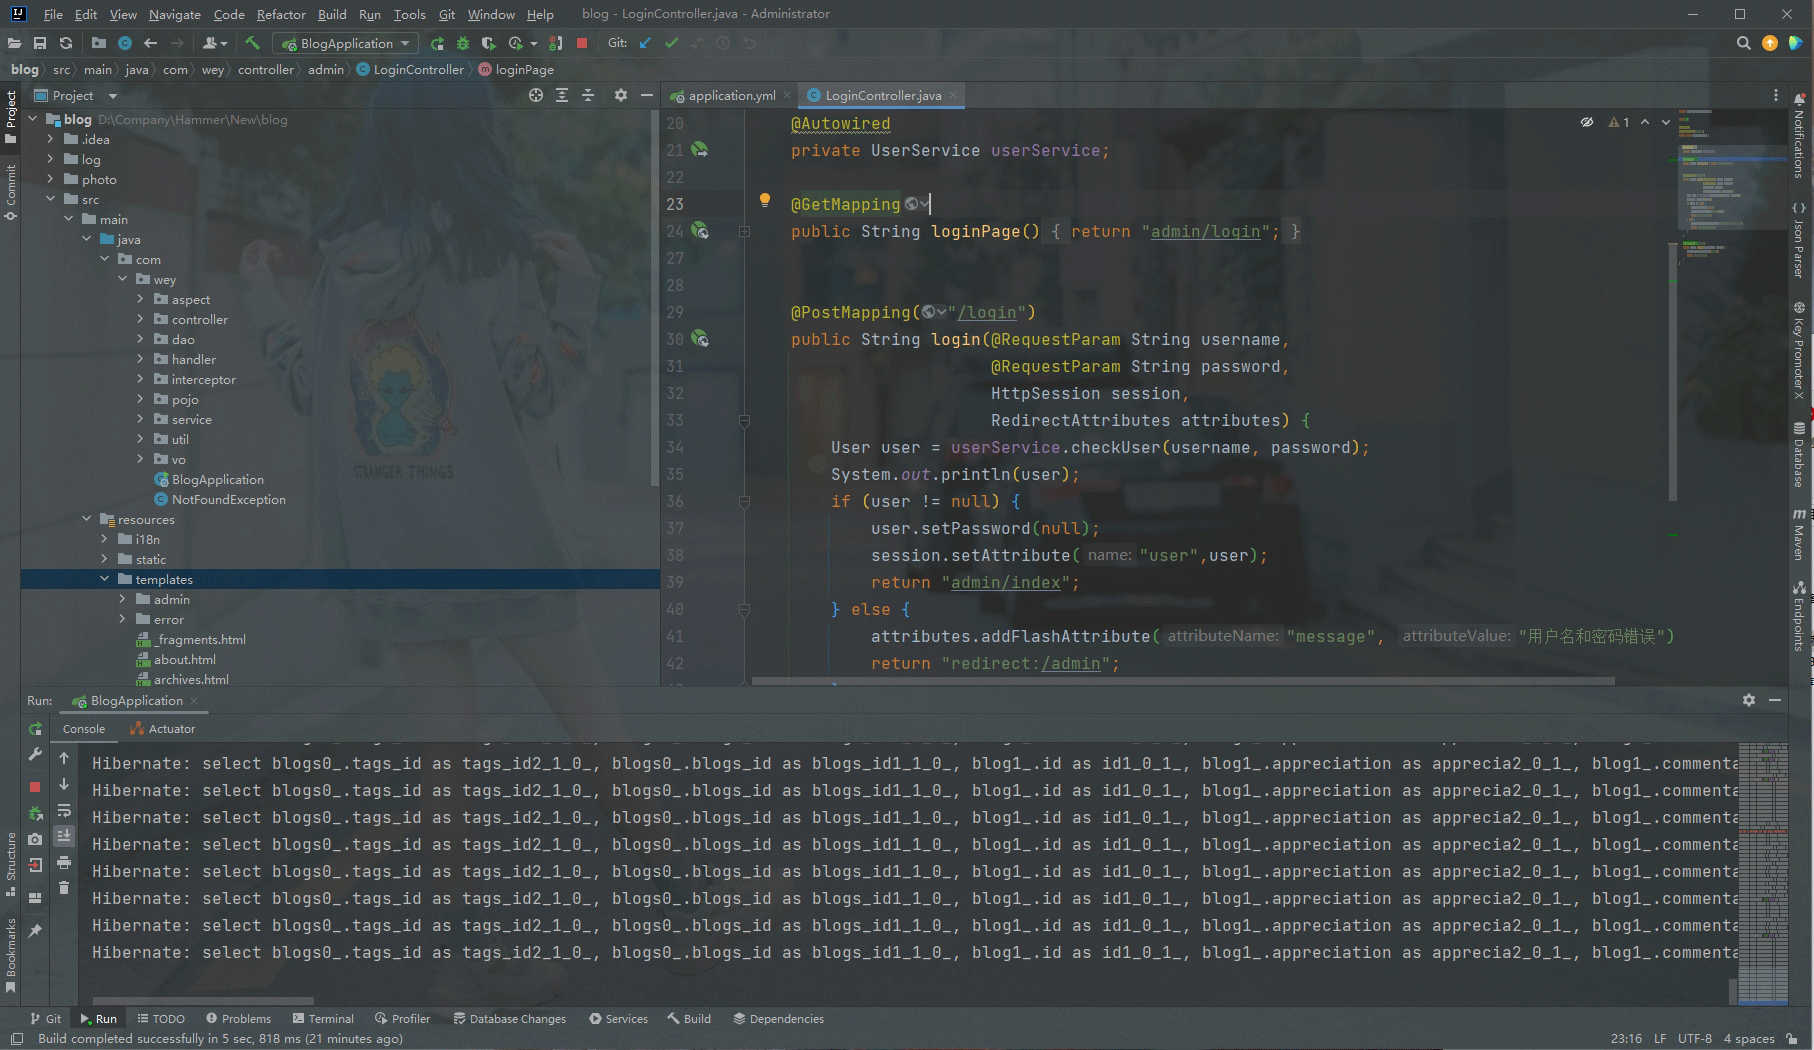 File Edit View Navigate Code Refactor Build Run Tools Git Window Help blog - LoginController.java - Administrator
BlogApplication Git:
blog src main java com wey controller admin LoginController loginPage
Project
application.yml LoginController.java
blog D:\Company\Hammer\New\blog
.idea
log
photo
src
main
java
com
wey
aspect
controller
dao
handler
interceptor
pojo
service
util
vo
BlogApplication
NotFoundException
resources
i18n
static
templates
admin
error
_fragments.html
about.html
archives.html
20 @Autowired
21 private UserService userService;
22
23 @GetMapping
24 public String loginPage() { return "admin/login"; }
27
28
29 @PostMapping("/login")
30 public String login(@RequestParam String username,
31 @RequestParam String password,
32 HttpSession session,
33 RedirectAttributes attributes) {
34 User user = userService.checkUser(username, password);
35 System.out.println(user);
36 if (user != null) {
37 user.setPassword(null);
38 session.setAttribute( name: "user",user);
39 return "admin/index";
40 } else {
41 attributes.addFlashAttribute( attributeName: "message", attributeValue: "用户名和密码错误")
42 return "redirect:/admin";
1
Project
Commit
Structure
Bookmarks
Notifications
Json Parser
Key Promoter X
Database
Maven
Endpoints
STRANGER THINGS
Run: BlogApplication
Console Actuator
Hibernate: select blogs0_.tags_id as tags_id2_1_0_, blogs0_.blogs_id as blogs_id1_1_0_, blog1_.id as id1_0_1_, blog1_.appreciation as apprecia2_0_1_, blog1_.commenta
Hibernate: select blogs0_.tags_id as tags_id2_1_0_, blogs0_.blogs_id as blogs_id1_1_0_, blog1_.id as id1_0_1_, blog1_.appreciation as apprecia2_0_1_, blog1_.commenta
Hibernate: select blogs0_.tags_id as tags_id2_1_0_, blogs0_.blogs_id as blogs_id1_1_0_, blog1_.id as id1_0_1_, blog1_.appreciation as apprecia2_0_1_, blog1_.commenta
Hibernate: select blogs0_.tags_id as tags_id2_1_0_, blogs0_.blogs_id as blogs_id1_1_0_, blog1_.id as id1_0_1_, blog1_.appreciation as apprecia2_0_1_, blog1_.commenta
Hibernate: select blogs0_.tags_id as tags_id2_1_0_, blogs0_.blogs_id as blogs_id1_1_0_, blog1_.id as id1_0_1_, blog1_.appreciation as apprecia2_0_1_, blog1_.commenta
Hibernate: select blogs0_.tags_id as tags_id2_1_0_, blogs0_.blogs_id as blogs_id1_1_0_, blog1_.id as id1_0_1_, blog1_.appreciation as apprecia2_0_1_, blog1_.commenta
Hibernate: select blogs0_.tags_id as tags_id2_1_0_, blogs0_.blogs_id as blogs_id1_1_0_, blog1_.id as id1_0_1_, blog1_.appreciation as apprecia2_0_1_, blog1_.commenta
Hibernate: select blogs0_.tags_id as tags_id2_1_0_, blogs0_.blogs_id as blogs_id1_1_0_, blog1_.id as id1_0_1_, blog1_.appreciation as apprecia2_0_1_, blog1_.commenta
Git Run TODO Problems Terminal Profiler Database Changes Services Build Dependencies
Build completed successfully in 5 sec, 818 ms (21 minutes ago) 23:16 LF UTF-8 4 spaces